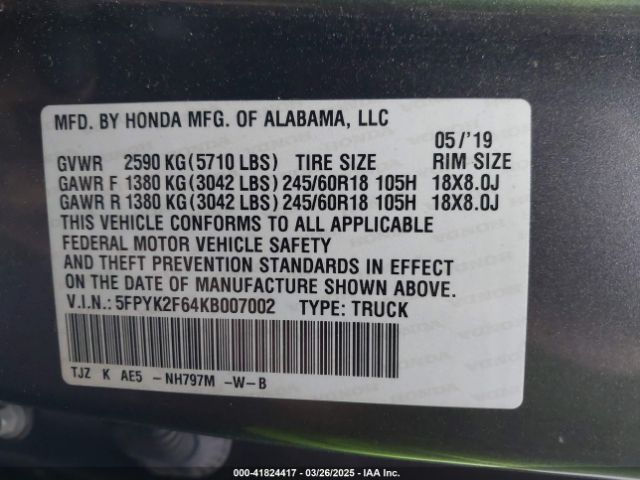 MFD. BY HONDA MFG. OF ALABAMA, LLC
05/'19
GVWR 2590 KG (5710 LBS) TIRE SIZE RIM SIZE
GAWR F 1380 KG (3042 LBS) 245/60R18 105H 18X8.0J
GAWR R 1380 KG (3042 LBS) 245/60R18 105H 18X8.0J
THIS VEHICLE CONFORMS TO ALL APPLICABLE
FEDERAL MOTOR VEHICLE SAFETY
AND THEFT PREVENTION STANDARDS IN EFFECT
ON THE DATE OF MANUFACTURE SHOWN ABOVE.
V.I.N.: 5FPYK2F64KB007002 TYPE: TRUCK
TJZ K AE5 - NH797M -W-B
000-41824417 - 03/26/2025 - IAA Inc.